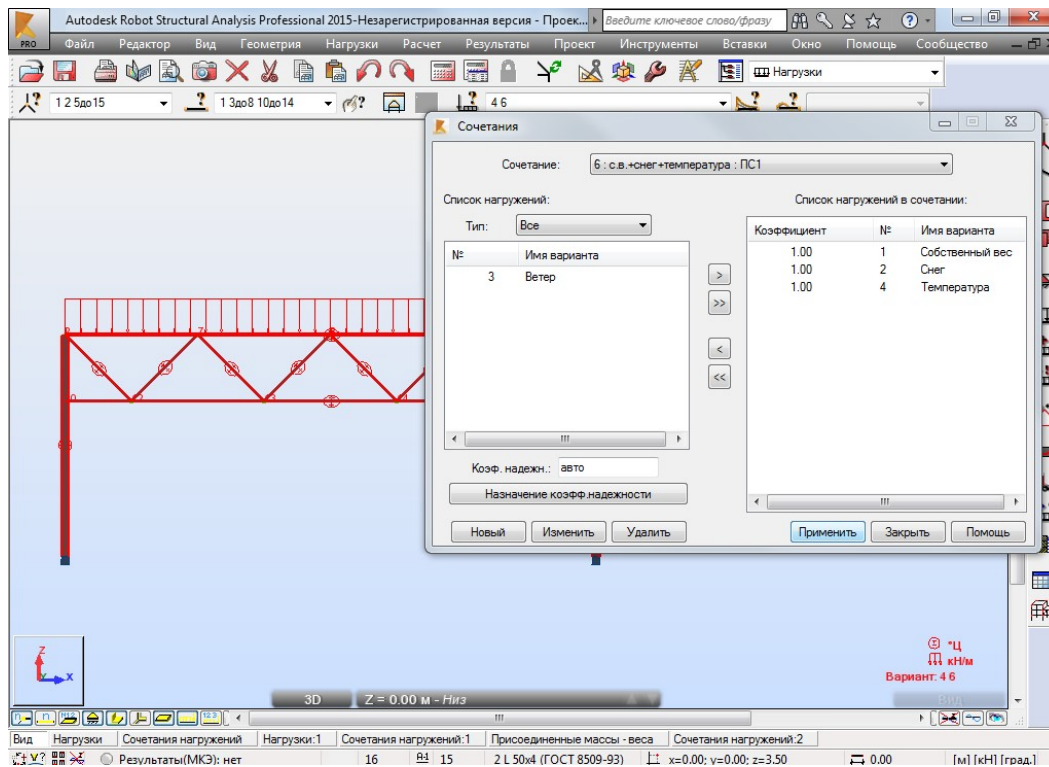 Autodesk Robot Structural Analysis Professional 2015-Незарегистрированная версия - Проек... Введите ключевое слово/фразу
PRO Файл Редактор Вид Геометрия Нагрузки Расчет Результаты Проект Инструменты Вставки Окно Помощь Сообщество
Нагрузки
1 2 5до15 1 3до8 10до14 4 6
Сочетания
Сочетание: 6 : с.в.+снег+температура : ПС1
Список нагружений: Список нагружений в сочетании:
Тип: Все
Коэффициент № Имя варианта
№ Имя варианта
1.00 1 Собственный вес
3 Ветер
1.00 2 Снег
1.00 4 Температура
>
>>
<
<<
Коэф. надежн.: авто
Назначение коэфф.надежности
Новый Изменить Удалить Применить Закрыть Помощь
Z
X
°Ц
кН/м
Вариант: 4 6
3D Z = 0.00 м - Низ Вид
Вид Нагрузки Сочетания нагружений Нагрузки:1 Сочетания нагружений:1 Присоединенные массы - веса Сочетания нагружений:2
Результаты(МКЭ): нет 16 15 2 L 50x4 (ГОСТ 8509-93) x=0.00; y=0.00; z=3.50 0.00 [м] [кН] [град.]